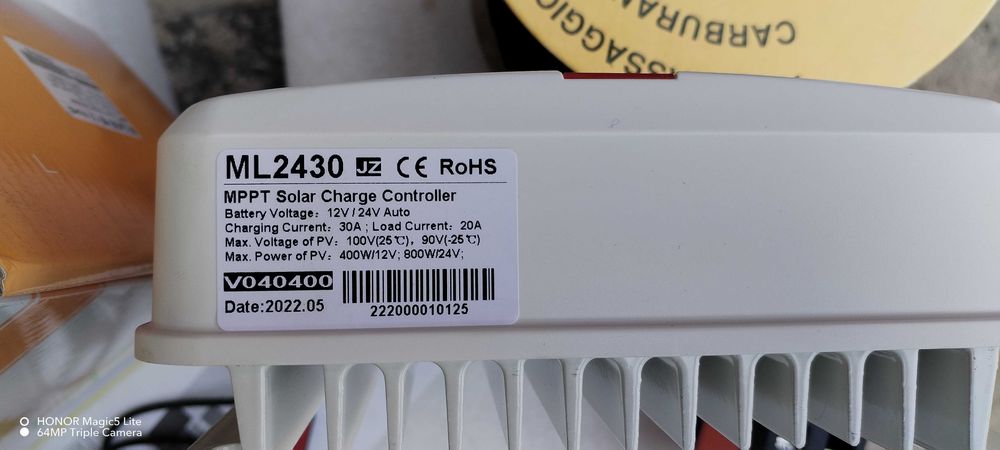 ISSAGGIO
CARBURAN
ML2430 JZ CE RoHS
MPPT Solar Charge Controller
Battery Voltage: 12V / 24V Auto
Charging Current: 30A ; Load Current: 20A
Max. Voltage of PV: 100V(25℃), 90V(-25℃)
Max. Power of PV: 400W/12V; 800W/24V;
V040400
Date:2022.05
222000010125
HONOR Magic5 Lite
64MP Triple Camera